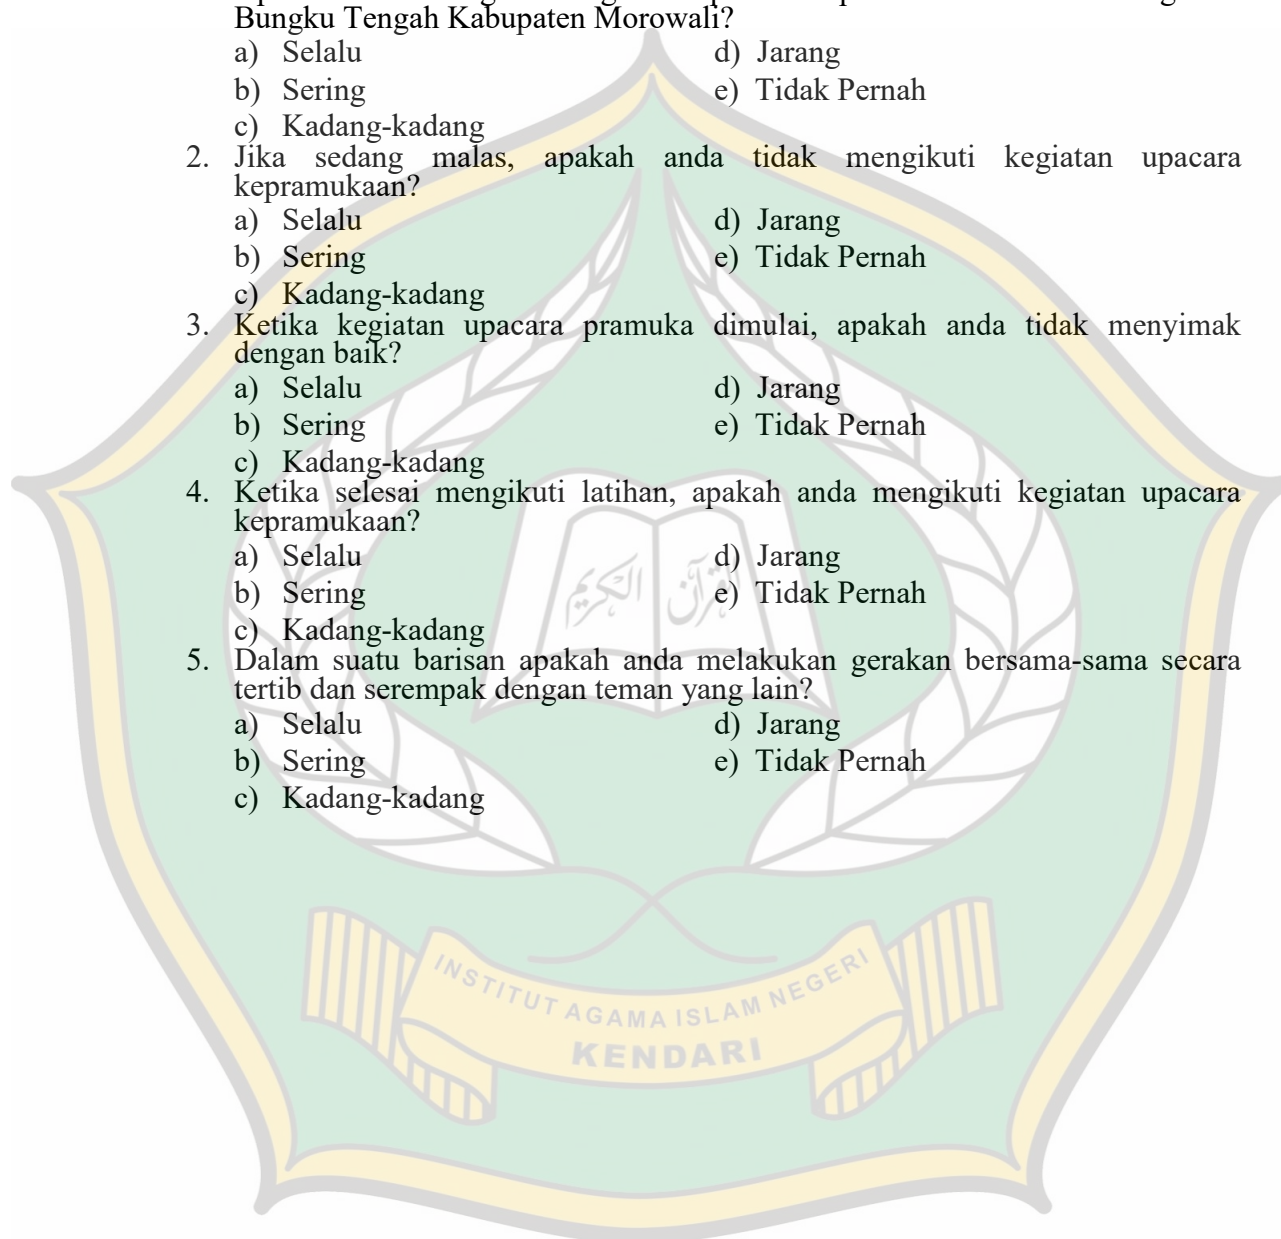 Bungku Tengah Kabupaten Morowali?
a) Selalu d) Jarang
b) Sering e) Tidak Pernah
c) Kadang-kadang
2. Jika sedang malas, apakah anda tidak mengikuti kegiatan upacara
kepramukaan?
a) Selalu d) Jarang
b) Sering e) Tidak Pernah
c) Kadang-kadang
3. Ketika kegiatan upacara pramuka dimulai, apakah anda tidak menyimak
dengan baik?
a) Selalu d) Jarang
b) Sering e) Tidak Pernah
c) Kadang-kadang
4. Ketika selesai mengikuti latihan, apakah anda mengikuti kegiatan upacara
kepramukaan?
a) Selalu d) Jarang
b) Sering e) Tidak Pernah
c) Kadang-kadang
القرآن الكريم
5. Dalam suatu barisan apakah anda melakukan gerakan bersama-sama secara
tertib dan serempak dengan teman yang lain?
a) Selalu d) Jarang
b) Sering e) Tidak Pernah
c) Kadang-kadang
INSTITUT AGAMA ISLAM NEGERI
KENDARI